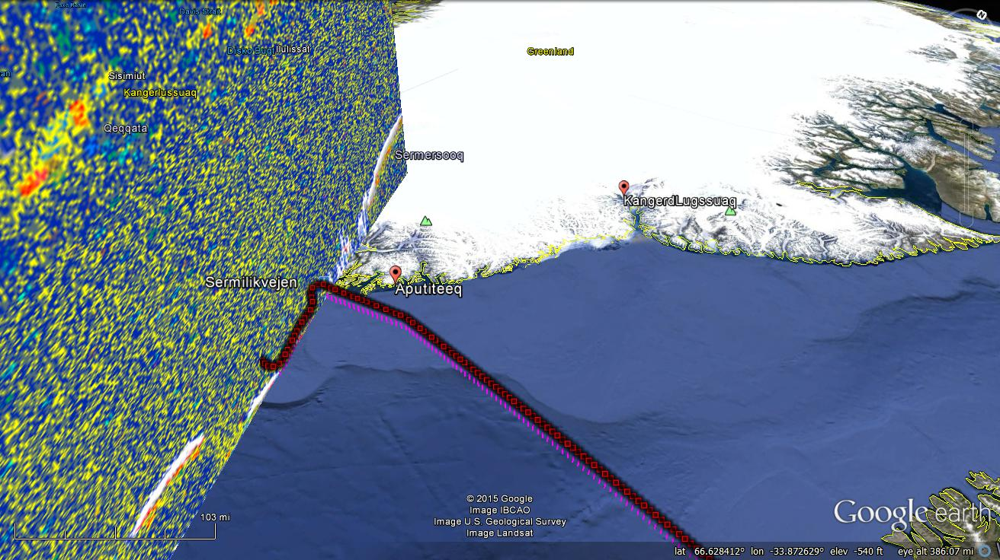 Foxe Basin
Davis Strait
Disko Bugt
Ilulissat
Greenland
Sisimiut
Kangerlussuaq
Qeqqata
Sermersooq
KangerdLugssuaq
Sermilikvejen
Aputiteeq
© 2015 Google
Image IBCAO
Image U.S. Geological Survey
Image Landsat
103 mi
Google earth
lat 66.628412° lon -33.872629° elev -540 ft eye alt 386.07 mi